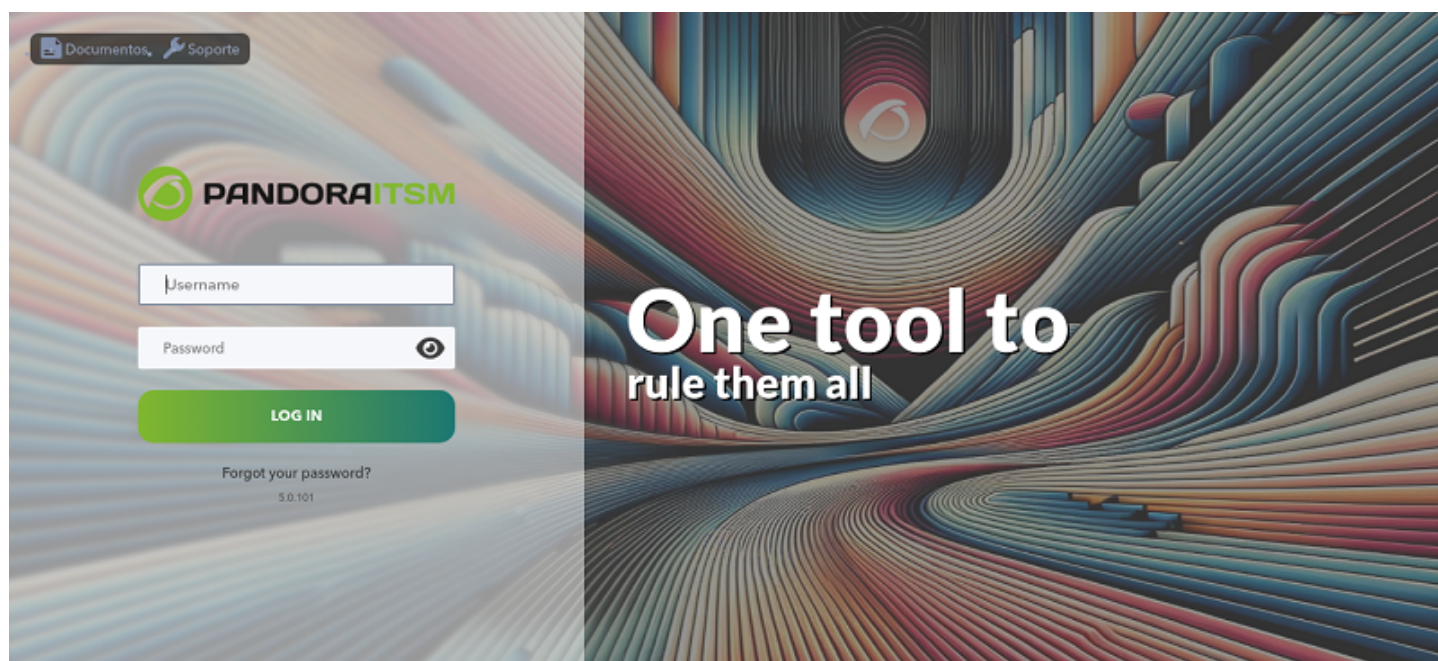 Documentos
Soporte
PANDORAITSM
Username
Password
LOG IN
Forgot your password?
5.0.101
One tool to
rule them all